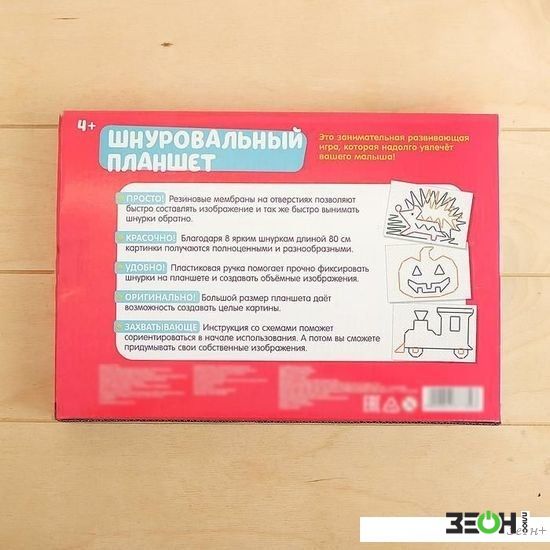 4+
ШНУРОВАЛЬНЫЙ
ПЛАНШЕТ
Это занимательная развивающая
игра, которая надолго увлечёт
вашего малыша!
ПРОСТО! Резиновые мембраны на отверстиях позволяют
быстро составлять изображение и так же быстро вынимать
шнурки обратно.
КРАСОЧНО! Благодаря 8 ярким шнуркам длиной 80 см
картинки получаются полноценными и разнообразными.
УДОБНО! Пластиковая ручка помогает прочно фиксировать
шнурки на планшете и создавать объёмные изображения.
ОРИГИНАЛЬНО! Большой размер планшета даёт
возможность создавать целые картины.
ЗАХВАТЫВАЮЩЕ Инструкция со схемами поможет
сориентироваться в начале использования. А потом вы сможете
придумывать свои собственные изображения.
ЗЕОН